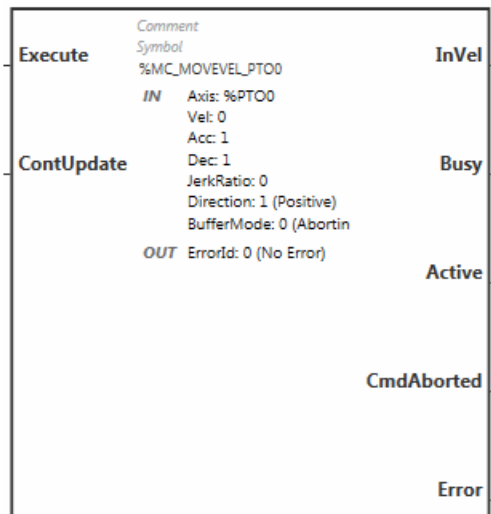 Comment
Symbol
Execute
InVel
%MC_MOVEVEL_PTO0
IN Axis: %PTO0
Vel: 0
Acc: 1
ContUpdate
Dec: 1
Busy
JerkRatio: 0
Direction: 1 (Positive)
BufferMode: 0 (Abortin
OUT ErrorId: 0 (No Error)
Active
CmdAborted
Error